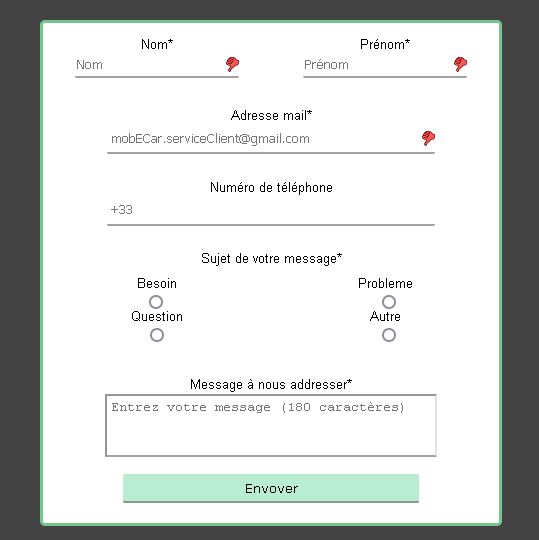 Nom* Prénom*
Nom Prénom
Adresse mail*
mobECar.serviceClient@gmail.com
Numéro de téléphone
+33
Sujet de votre message*
Besoin Probleme
Question Autre
Message à nous addresser*
Entrez votre message (180 caractères)
Envoyer